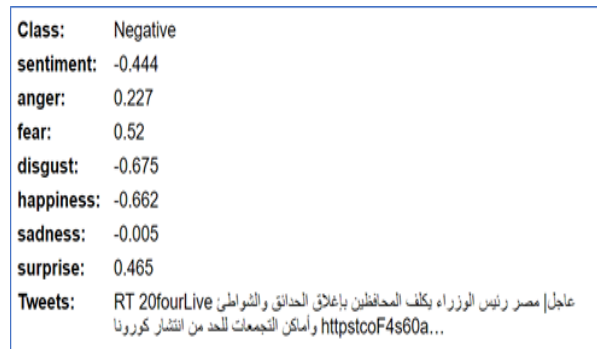 Class: Negative
sentiment: -0.444
anger: 0.227
fear: 0.52
disgust: -0.675
happiness: -0.662
sadness: -0.005
surprise: 0.465
Tweets: RT 20fourLive عاجل| مصر رئيس الوزراء يكلف المحافظين بإغلاق الحدائق والشواطئ
وأماكن التجمعات للحد من انتشار كورونا httpstcoF4s60a…